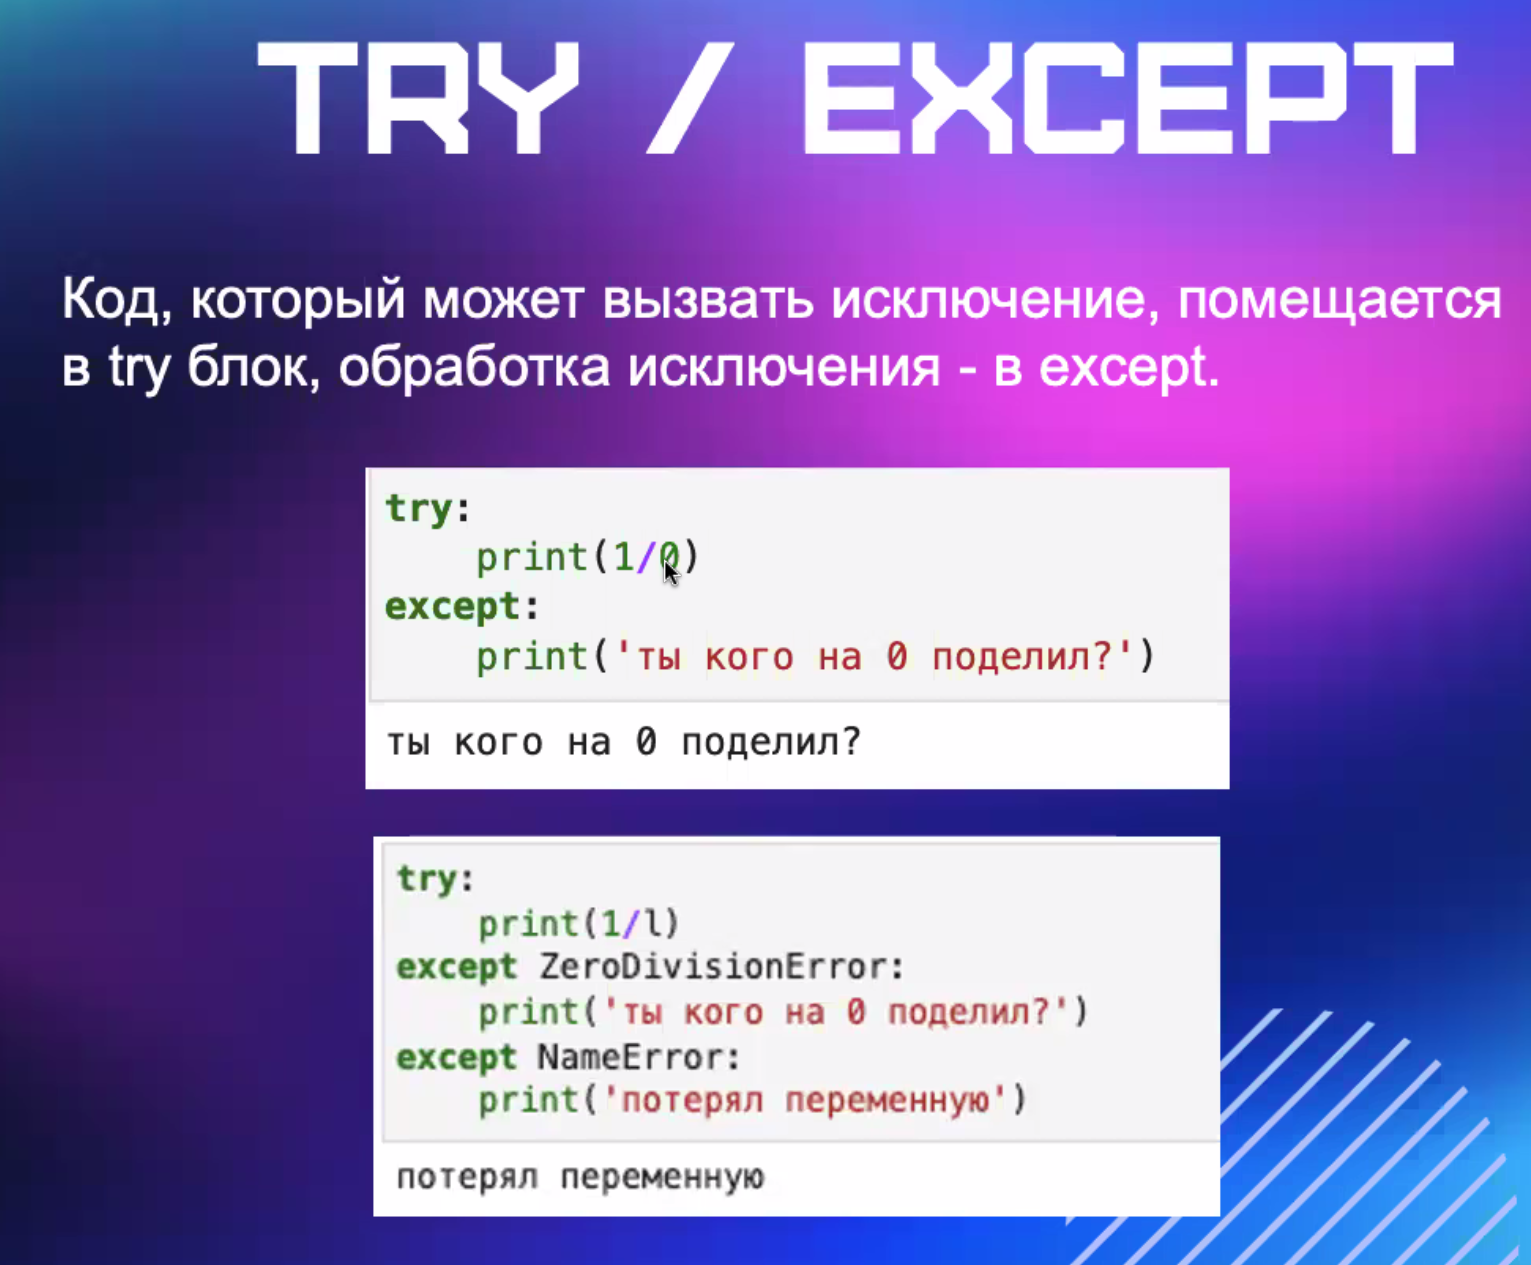 TRY / EXCEPT
Код, который может вызвать исключение, помещается
в try блок, обработка исключения - в except.
try:
    print(1/0)
except:
    print('ты кого на 0 поделил?')
ты кого на 0 поделил?
try:
    print(1/l)
except ZeroDivisionError:
    print('ты кого на 0 поделил?')
except NameError:
    print('потерял переменную')
потерял переменную